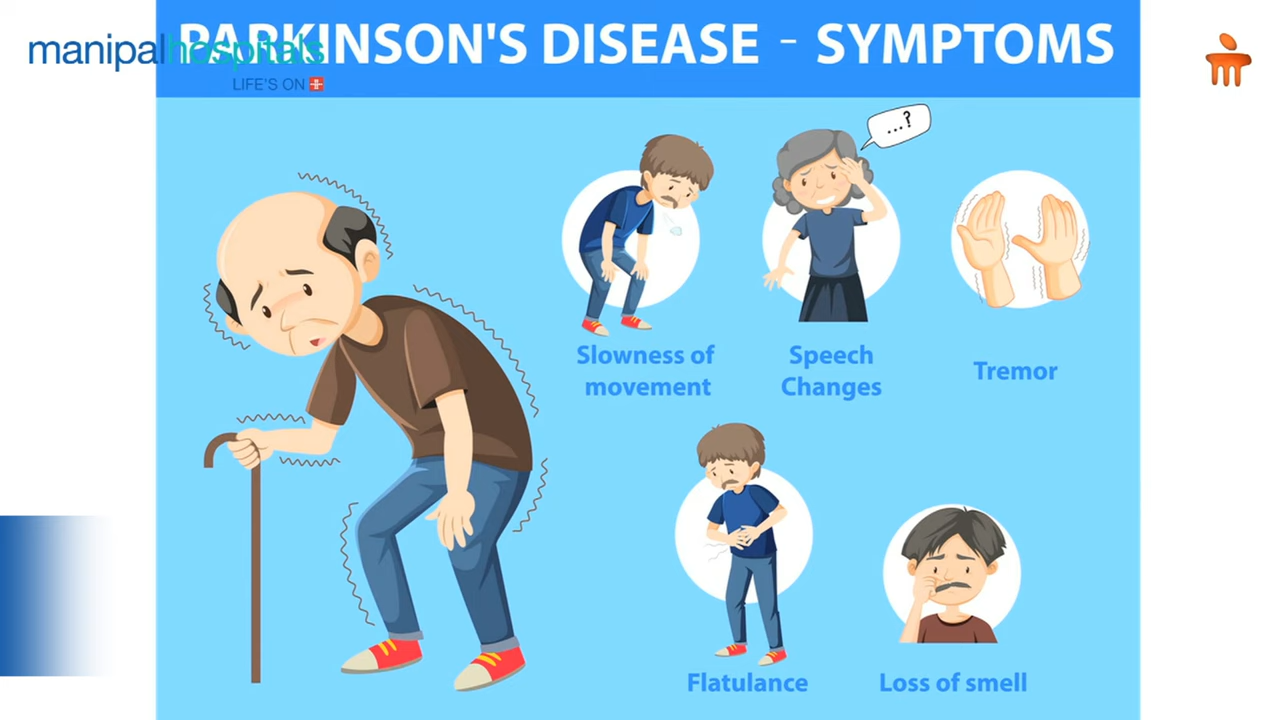 PARKINSON'S DISEASE - SYMPTOMS
manipalhospitals
LIFE'S ON
...?
Slowness of
movement
Speech
Changes
Tremor
Flatulance
Loss of smell